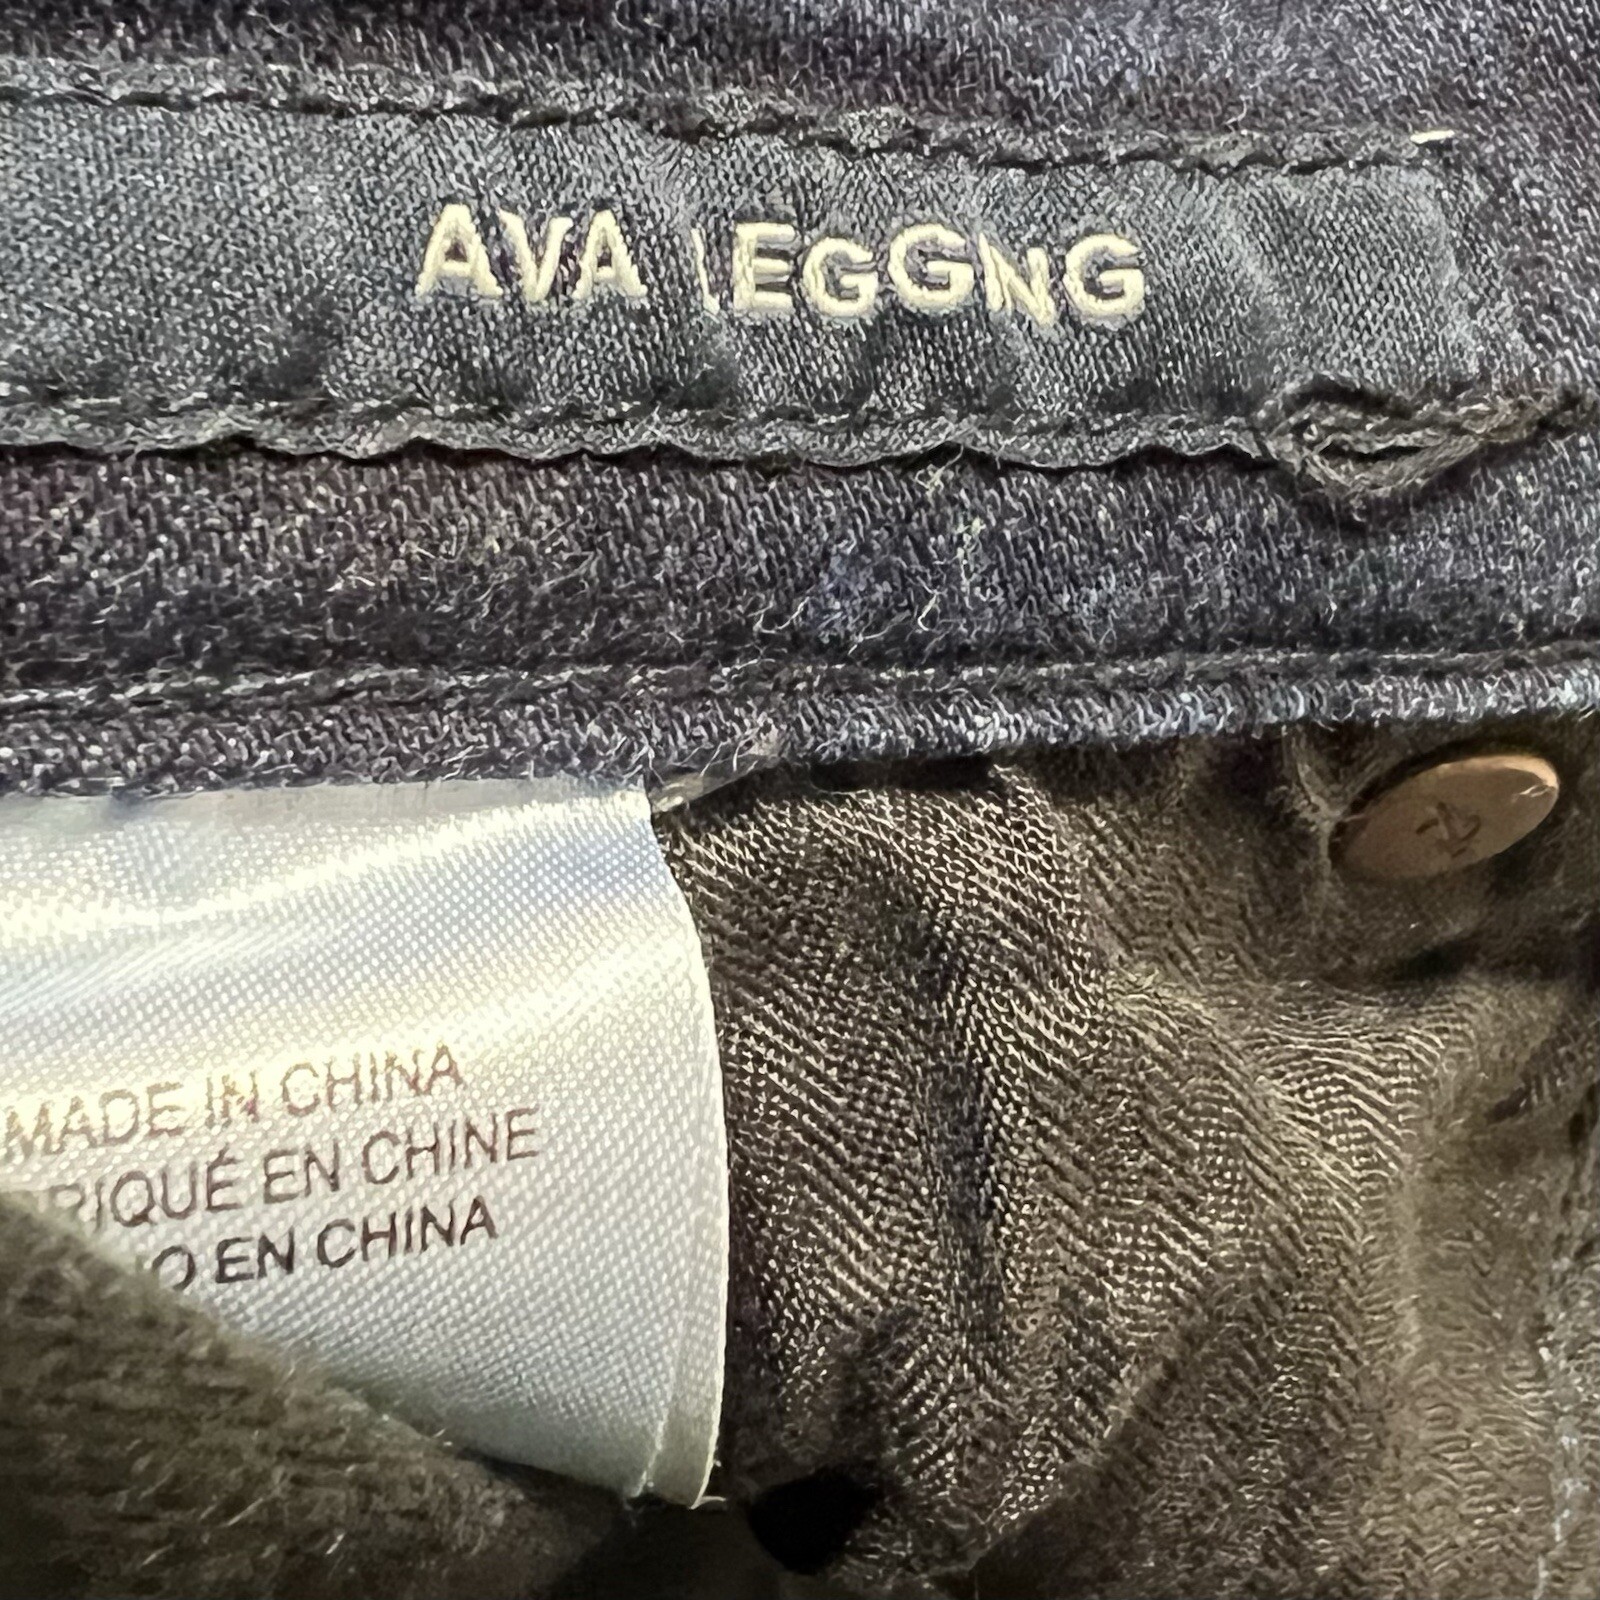 AVA LEGGNG
MADE IN CHINA
RIQUÉ EN CHINE
O EN CHINA